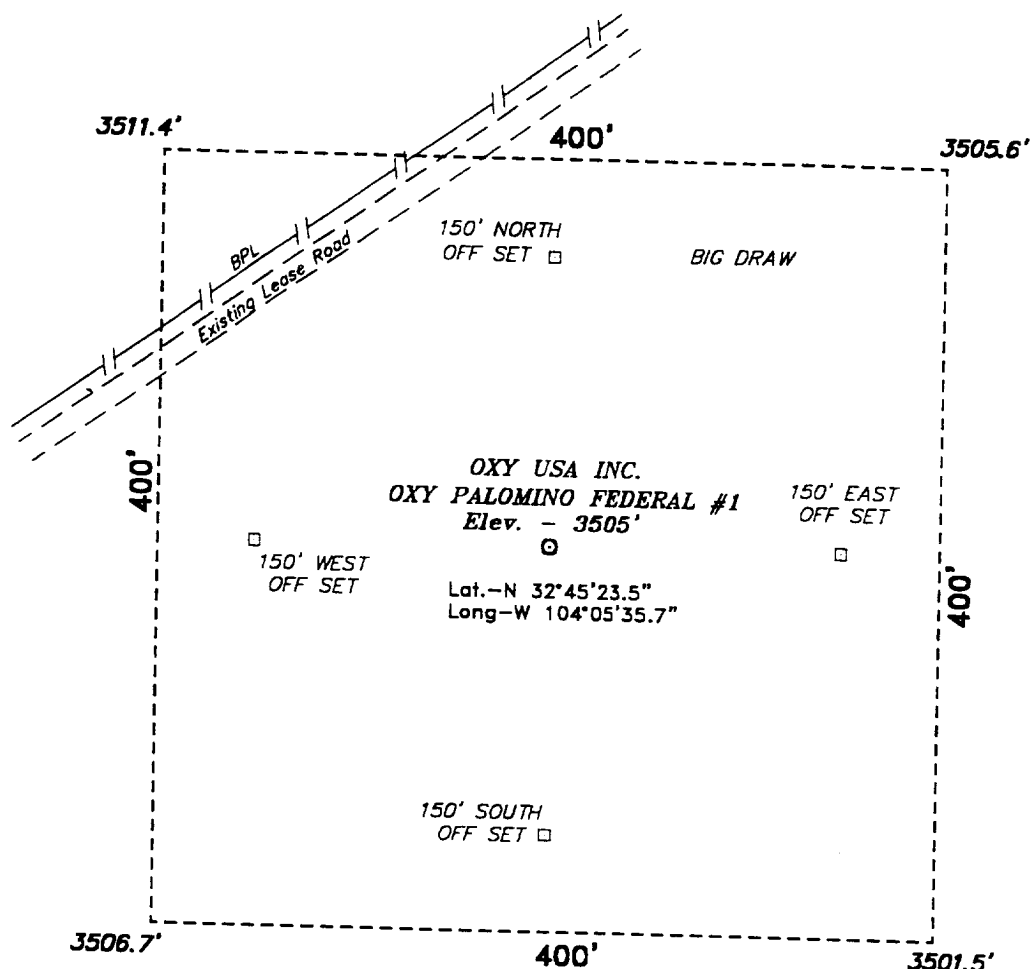 3511.4'
400'
3505.6'
150' NORTH
OFF SET
BIG DRAW
BPL
Existing Lease Road
400'
OXY USA INC.
OXY PALOMINO FEDERAL #1
Elev. - 3505'
150' EAST
OFF SET
150' WEST
OFF SET
Lat.-N 32°45'23.5"
Long-W 104°05'35.7"
400'
150' SOUTH
OFF SET
3506.7'
400'
3501.5'